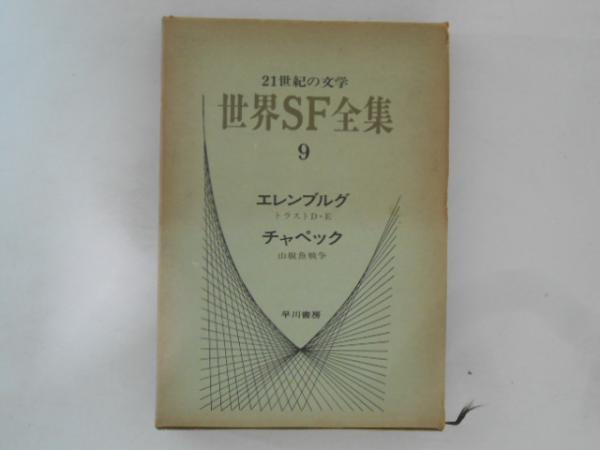 21世紀の文学
世界SF全集
9
エレンブルグ
トラストD・E
チャペック
山椒魚戦争
早川書房